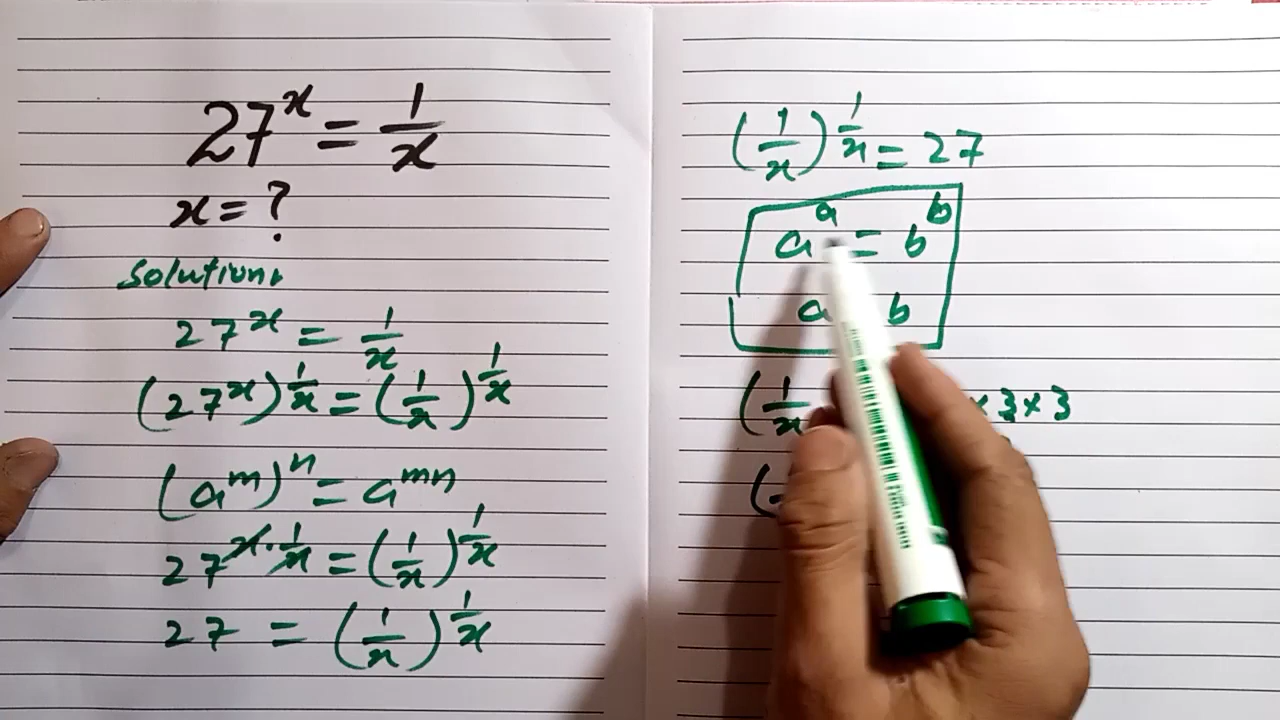 27^x = 1/x
x = ?
Solution:
27^x = 1/x
(27^x)^1/x = (1/x)^1/x
(a^m)^n = a^mn
27^x·1/x = (1/x)^1/x
27 = (1/x)^1/x
(1/x)^1/x = 27
a^a = b^b
a b
(1/x × 3 × 3
(